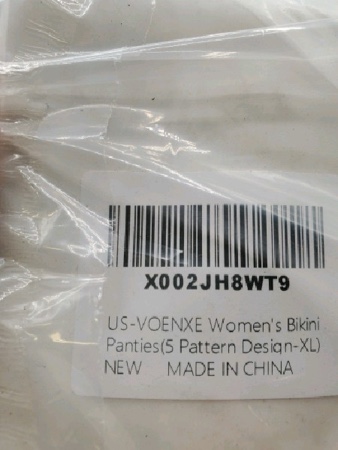 X002JH8WT9
US-VOENXE Women's Bikini
Panties(5 Pattern Design-XL)
NEW MADE IN CHINA